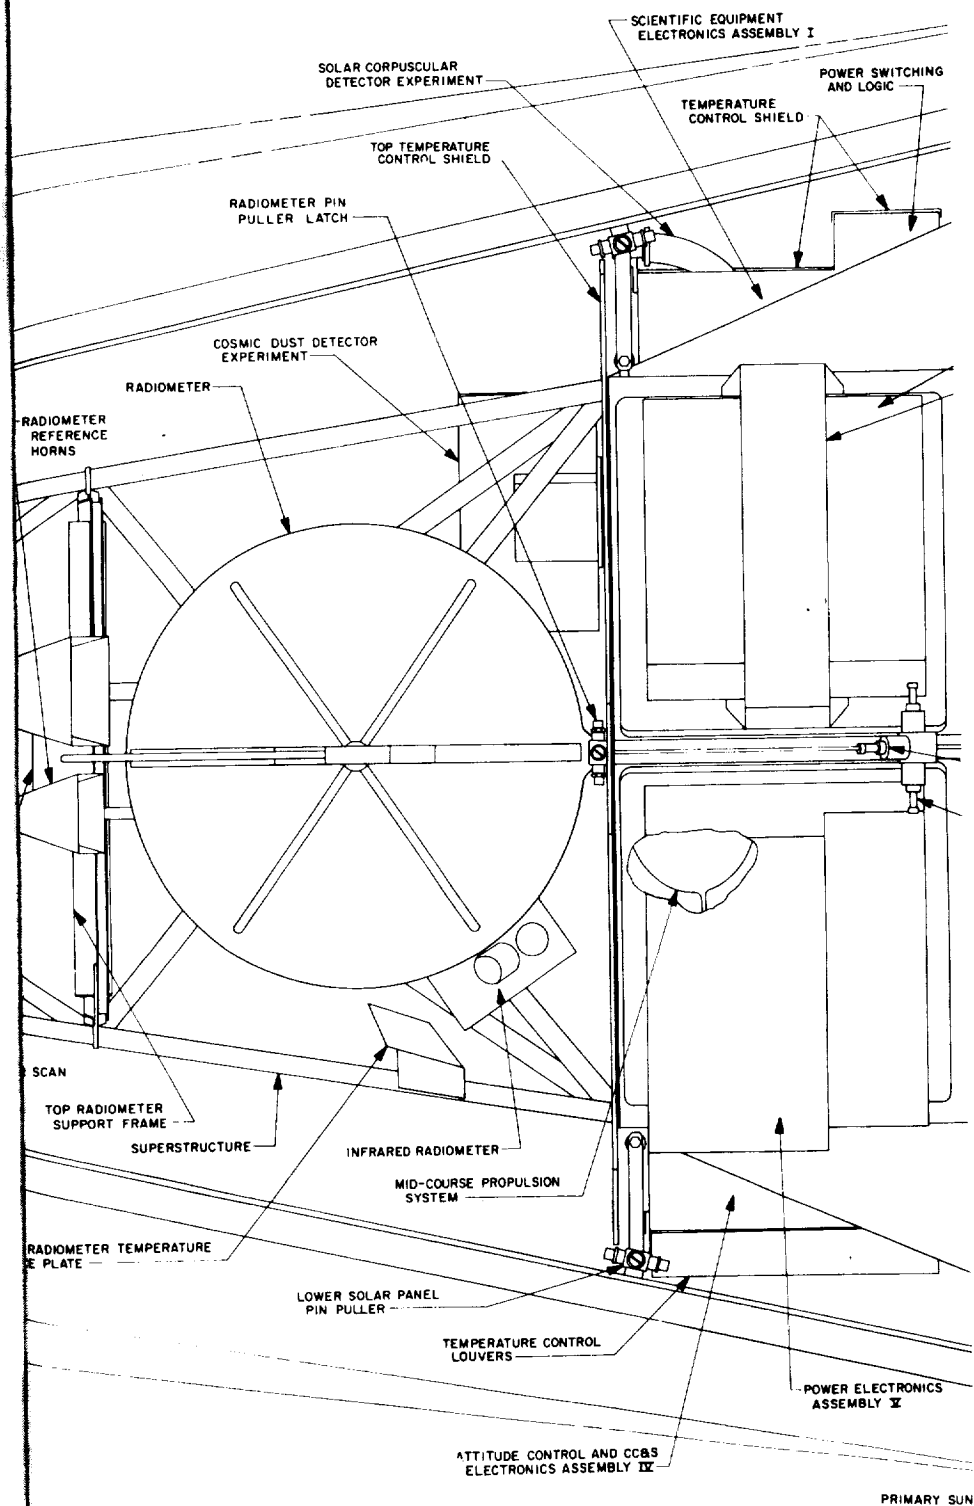 SCIENTIFIC EQUIPMENT
ELECTRONICS ASSEMBLY I
SOLAR CORPUSCULAR
DETECTOR EXPERIMENT
POWER SWITCHING
AND LOGIC
TEMPERATURE
CONTROL SHIELD
TOP TEMPERATURE
CONTROL SHIELD
RADIOMETER PIN
PULLER LATCH
COSMIC DUST DETECTOR
EXPERIMENT
RADIOMETER
RADIOMETER
REFERENCE
HORNS
SCAN
TOP RADIOMETER
SUPPORT FRAME
SUPERSTRUCTURE
INFRARED RADIOMETER
MID-COURSE PROPULSION
SYSTEM
RADIOMETER TEMPERATURE
E PLATE
LOWER SOLAR PANEL
PIN PULLER
TEMPERATURE CONTROL
LOUVERS
POWER ELECTRONICS
ASSEMBLY V
ATTITUDE CONTROL AND CC&S
ELECTRONICS ASSEMBLY IV
PRIMARY SUN